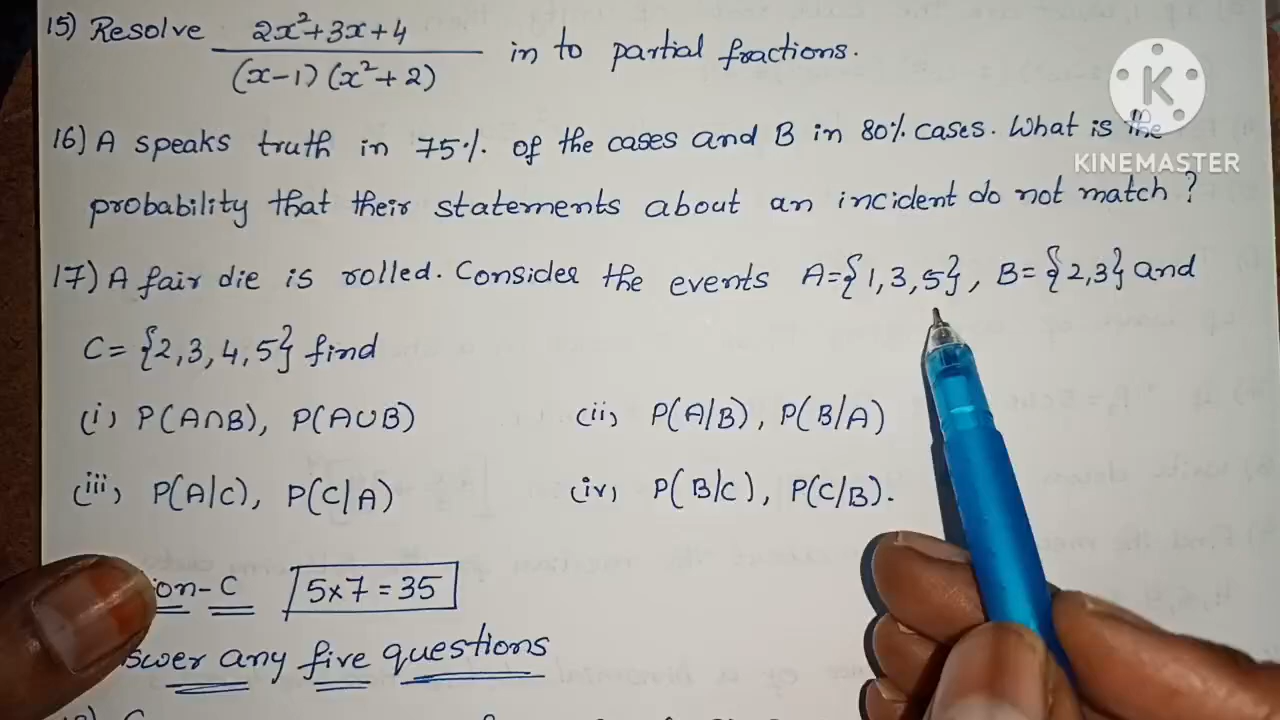 15) Resolve 2x²+3x+4 / (x-1)(x²+2) in to partial fractions.
16) A speaks truth in 75% of the cases and B in 80% cases. What is the
probability that their statements about an incident do not match?
17) A fair die is rolled. Consider the events A={1,3,5}, B={2,3} and
C={2,3,4,5} find
(i) P(A∩B), P(A∪B) (ii) P(A/B), P(B/A)
(iii) P(A/C), P(C/A) (iv) P(B/C), P(C/B).
on-C 5×7=35
swer any five questions
K
KINEMASTER